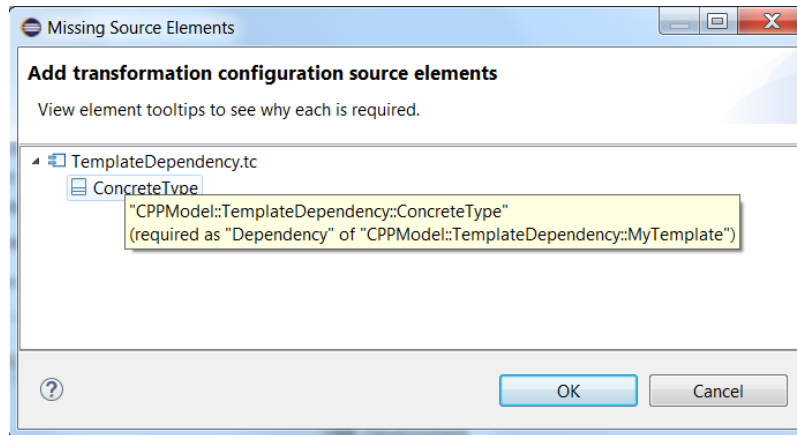 Missing Source Elements
Add transformation configuration source elements
View element tooltips to see why each is required.
TemplateDependency.tc
ConcreteType
"CPPModel::TemplateDependency::ConcreteType"
(required as "Dependency" of "CPPModel::TemplateDependency::MyTemplate")
OK
Cancel